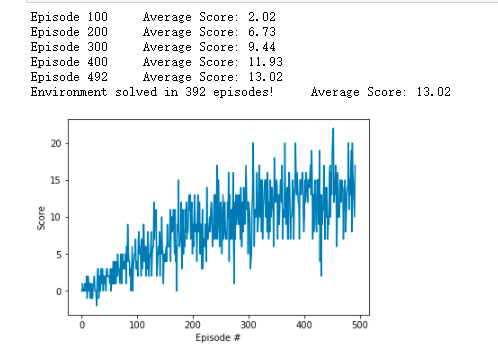 Episode 100	Average Score: 2.02
Episode 200	Average Score: 6.73
Episode 300	Average Score: 9.44
Episode 400	Average Score: 11.93
Episode 492	Average Score: 13.02
Environment solved in 392 episodes!	Average Score: 13.02
20
15
10
5
0
Score
0 100 200 300 400 500
Episode #